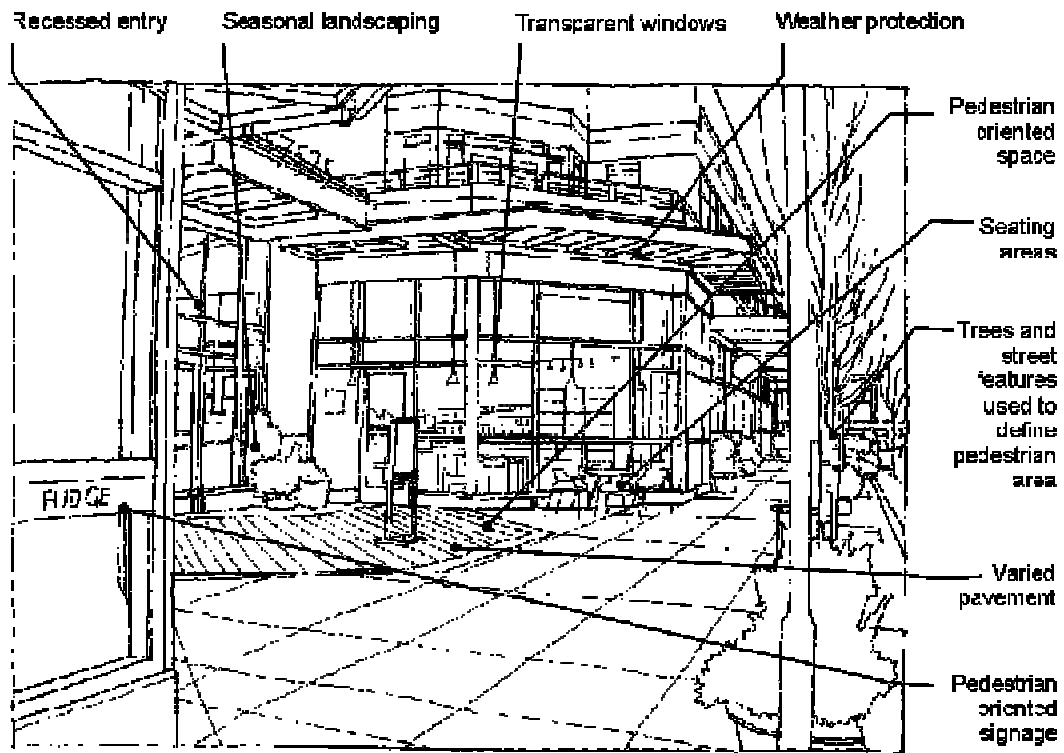 Recessed entry
Seasonal landscaping
Transparent windows
Weather protection
Pedestrian
oriented
space
Seating
areas
Trees and
street
features
used to
define
pedestrian
area
FUDGE
Varied
pavement
Pedestrian
oriented
signage